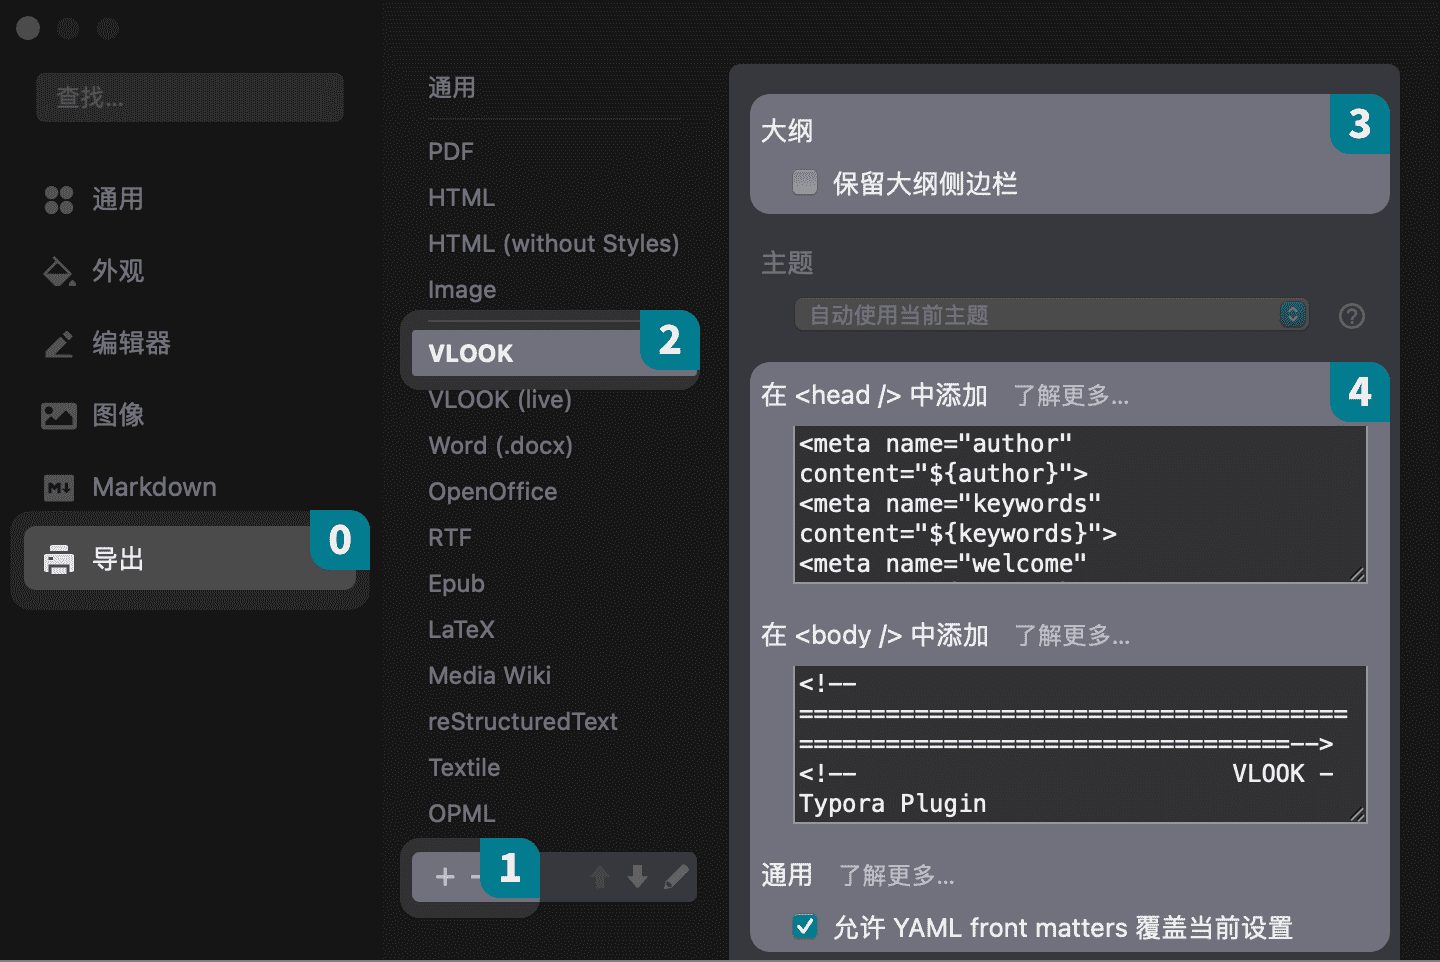 查找...
通用
外观
编辑器
图像
Markdown
导出
0
通用
PDF
HTML
HTML (without Styles)
Image
VLOOK
2
VLOOK (live)
Word (.docx)
OpenOffice
RTF
Epub
LaTeX
Media Wiki
reStructuredText
Textile
OPML
+ -
1
大纲
3
保留大纲侧边栏
主题
自动使用当前主题
?
在 <head /> 中添加 了解更多...
4
<meta name="author"
content="${author}">
<meta name="keywords"
content="${keywords}">
<meta name="welcome"
在 <body /> 中添加 了解更多...
<!--
======================================
==================================-->
<!-- VLOOK -
Typora Plugin
通用 了解更多...
允许 YAML front matters 覆盖当前设置